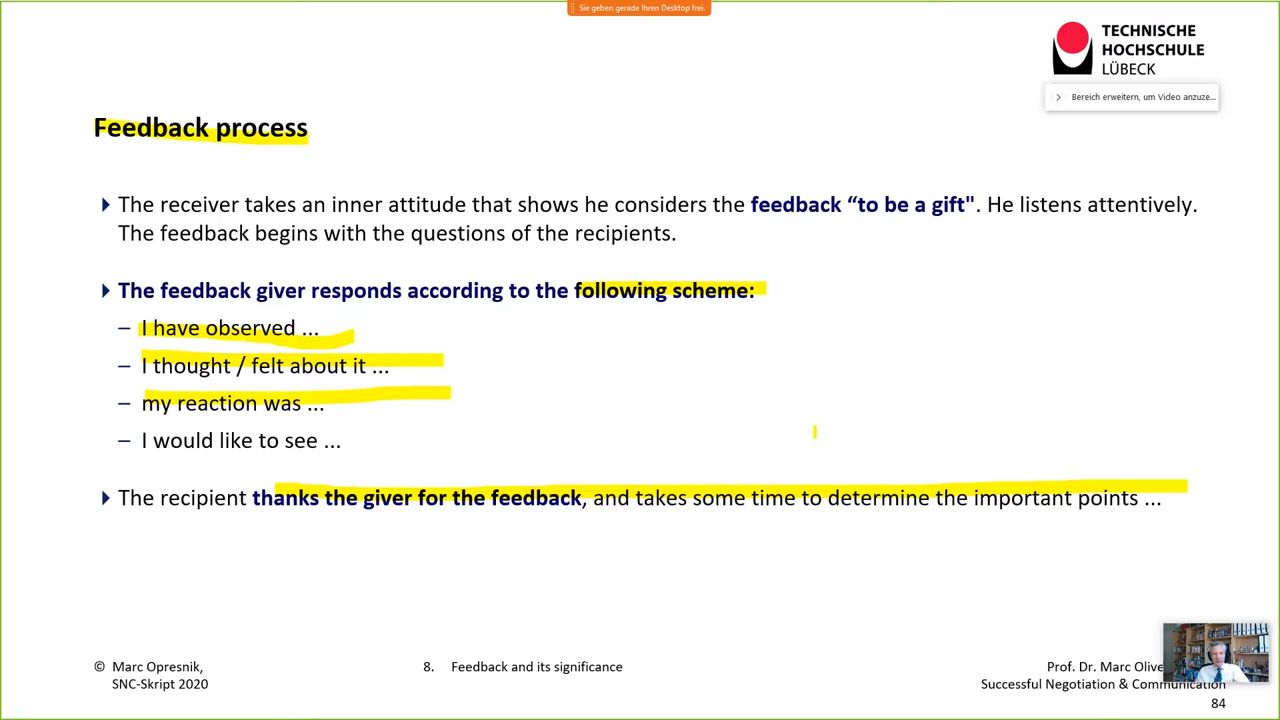 Sie geben gerade Ihren Desktop frei.
TECHNISCHE
HOCHSCHULE
LÜBECK
Bereich erweitern, um Video anzuze...
Feedback process
The receiver takes an inner attitude that shows he considers the feedback “to be a gift". He listens attentively.
The feedback begins with the questions of the recipients.
The feedback giver responds according to the following scheme:
– I have observed ...
– I thought / felt about it ...
– my reaction was ...
– I would like to see ...
The recipient thanks the giver for the feedback, and takes some time to determine the important points ...
© Marc Opresnik,
SNC-Skript 2020
8. Feedback and its significance
Prof. Dr. Marc
Successful Negotiation & Communication
84